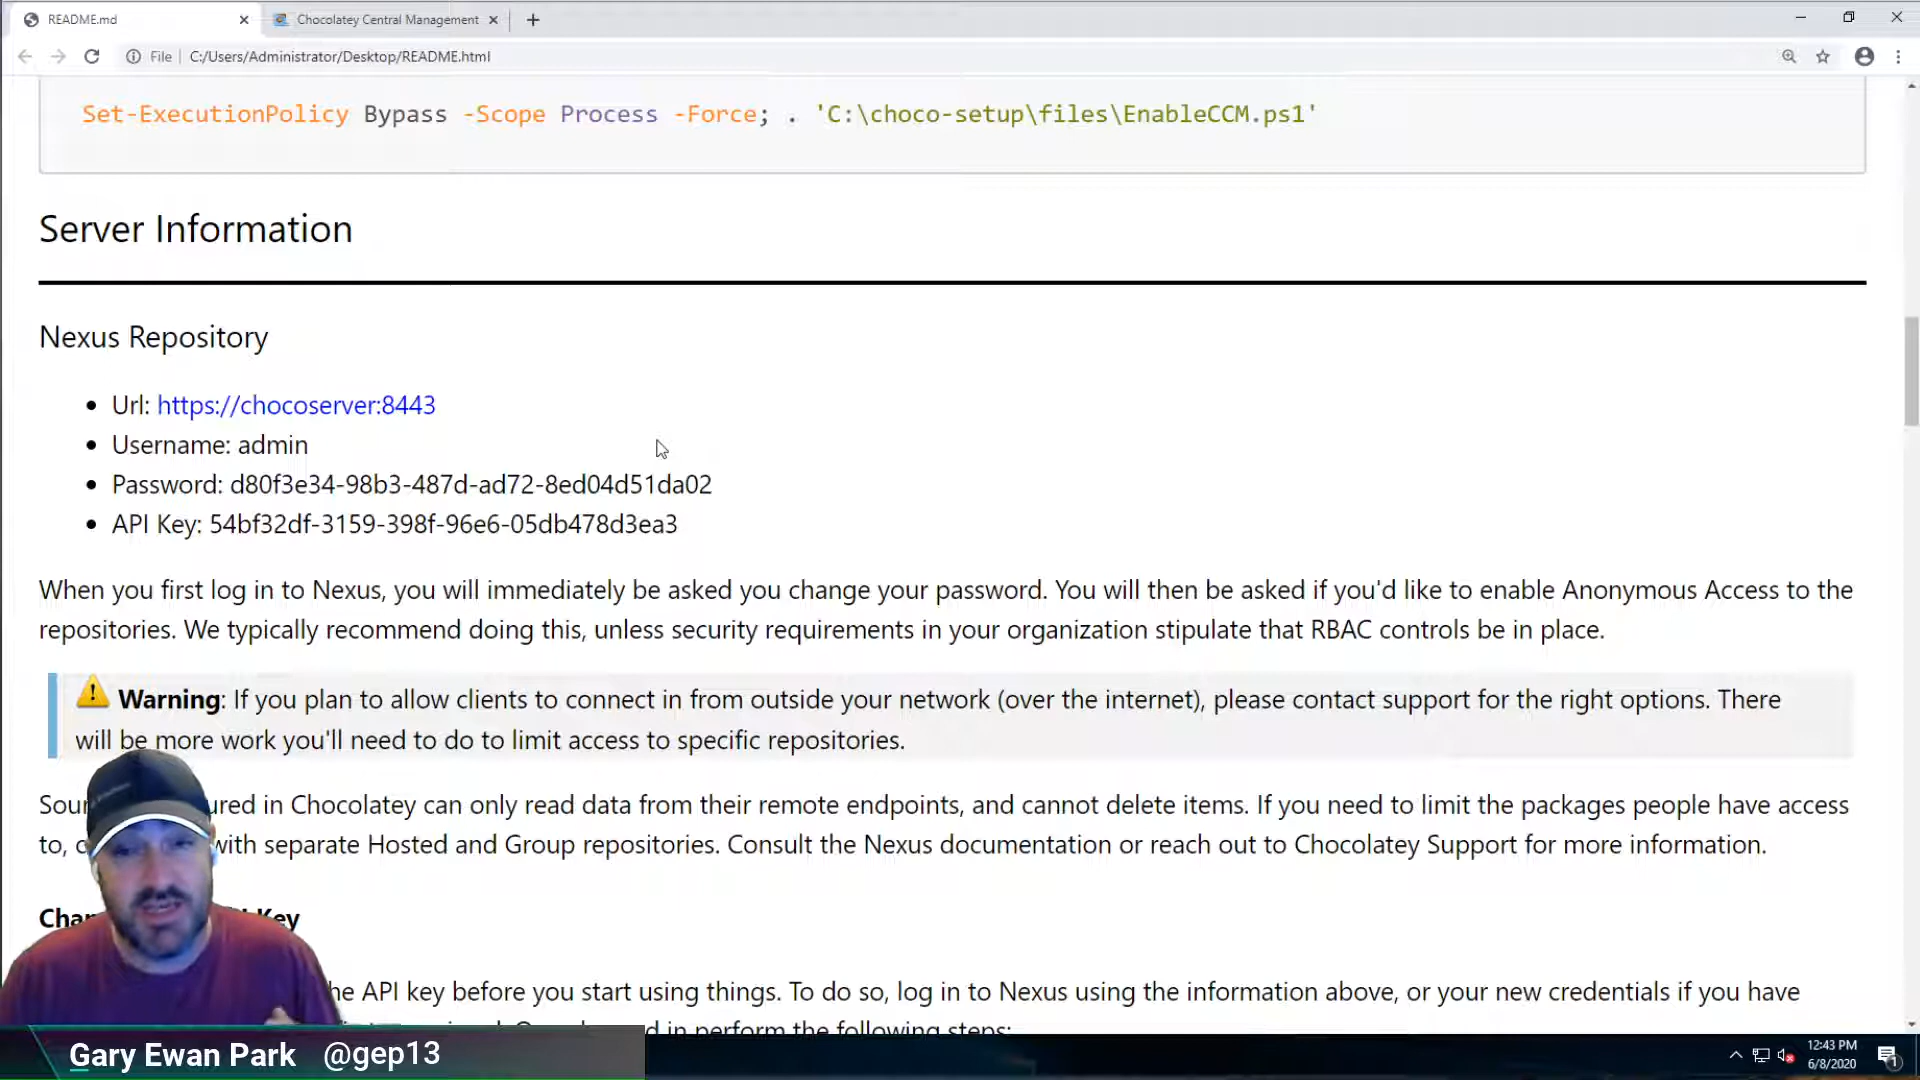 README.md
Chocolatey Central Management
File
C:/Users/Administrator/Desktop/README.html
Set-ExecutionPolicy Bypass -Scope Process -Force; . 'C:\choco-setup\files\EnableCCM.ps1'
Server Information
Nexus Repository
Url: https://chocoserver:8443
Username: admin
Password: d80f3e34-98b3-487d-ad72-8ed04d51da02
API Key: 54bf32df-3159-398f-96e6-05db478d3ea3
When you first log in to Nexus, you will immediately be asked you change your password. You will then be asked if you'd like to enable Anonymous Access to the
repositories. We typically recommend doing this, unless security requirements in your organization stipulate that RBAC controls be in place.
Warning: If you plan to allow clients to connect in from outside your network (over the internet), please contact support for the right options. There
will be more work you'll need to do to limit access to specific repositories.
in Chocolatey can only read data from their remote endpoints, and cannot delete items. If you need to limit the packages people have access
to, with separate Hosted and Group repositories. Consult the Nexus documentation or reach out to Chocolatey Support for more information.
Key
API key before you start using things. To do so, log in to Nexus using the information above, or your new credentials if you have
in perform the following steps:
Gary Ewan Park @gep13
12:43 PM
6/8/2020
1